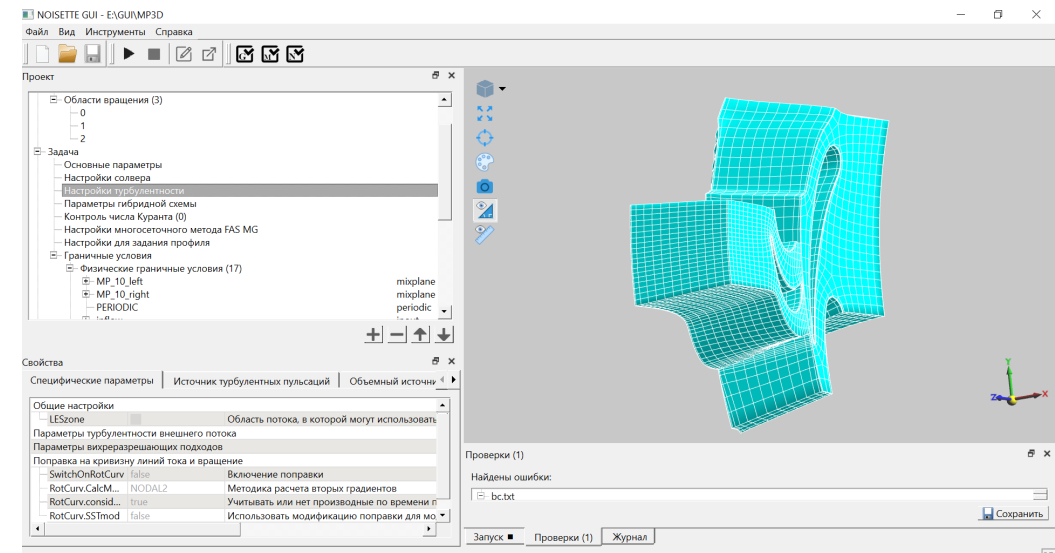 NOISETTE GUI - E:\GUI\MP3D
Файл Вид Инструменты Справка
Проект
Области вращения (3)
0
1
2
Задача
Основные параметры
Настройки солвера
Настройки турбулентности
Параметры гибридной схемы
Контроль числа Куранта (0)
Настройки многосеточного метода FAS MG
Настройки для задания профиля
Граничные условия
Физические граничные условия (17)
MP_10_left mixplane
MP_10_right mixplane
PERIODIC periodic
Свойства
Специфические параметры Источник турбулентных пульсаций Объемный источни
Общие настройки
LESzone Область потока, в которой могут использовать
Параметры турбулентности внешнего потока
Параметры вихреразрешающих подходов
Поправка на кривизну линий тока и вращение
SwitchOnRotCurv false Включение поправки
RotCurv.CalcM... NODAL2 Методика расчета вторых градиентов
RotCurv.consid... true Учитывать или нет производные по времени п
RotCurv.SSTmod false Использовать модификацию поправки для мо
Y
Z
X
Проверки (1)
Найдены ошибки:
bc.txt
Сохранить
Запуск Проверки (1) Журнал